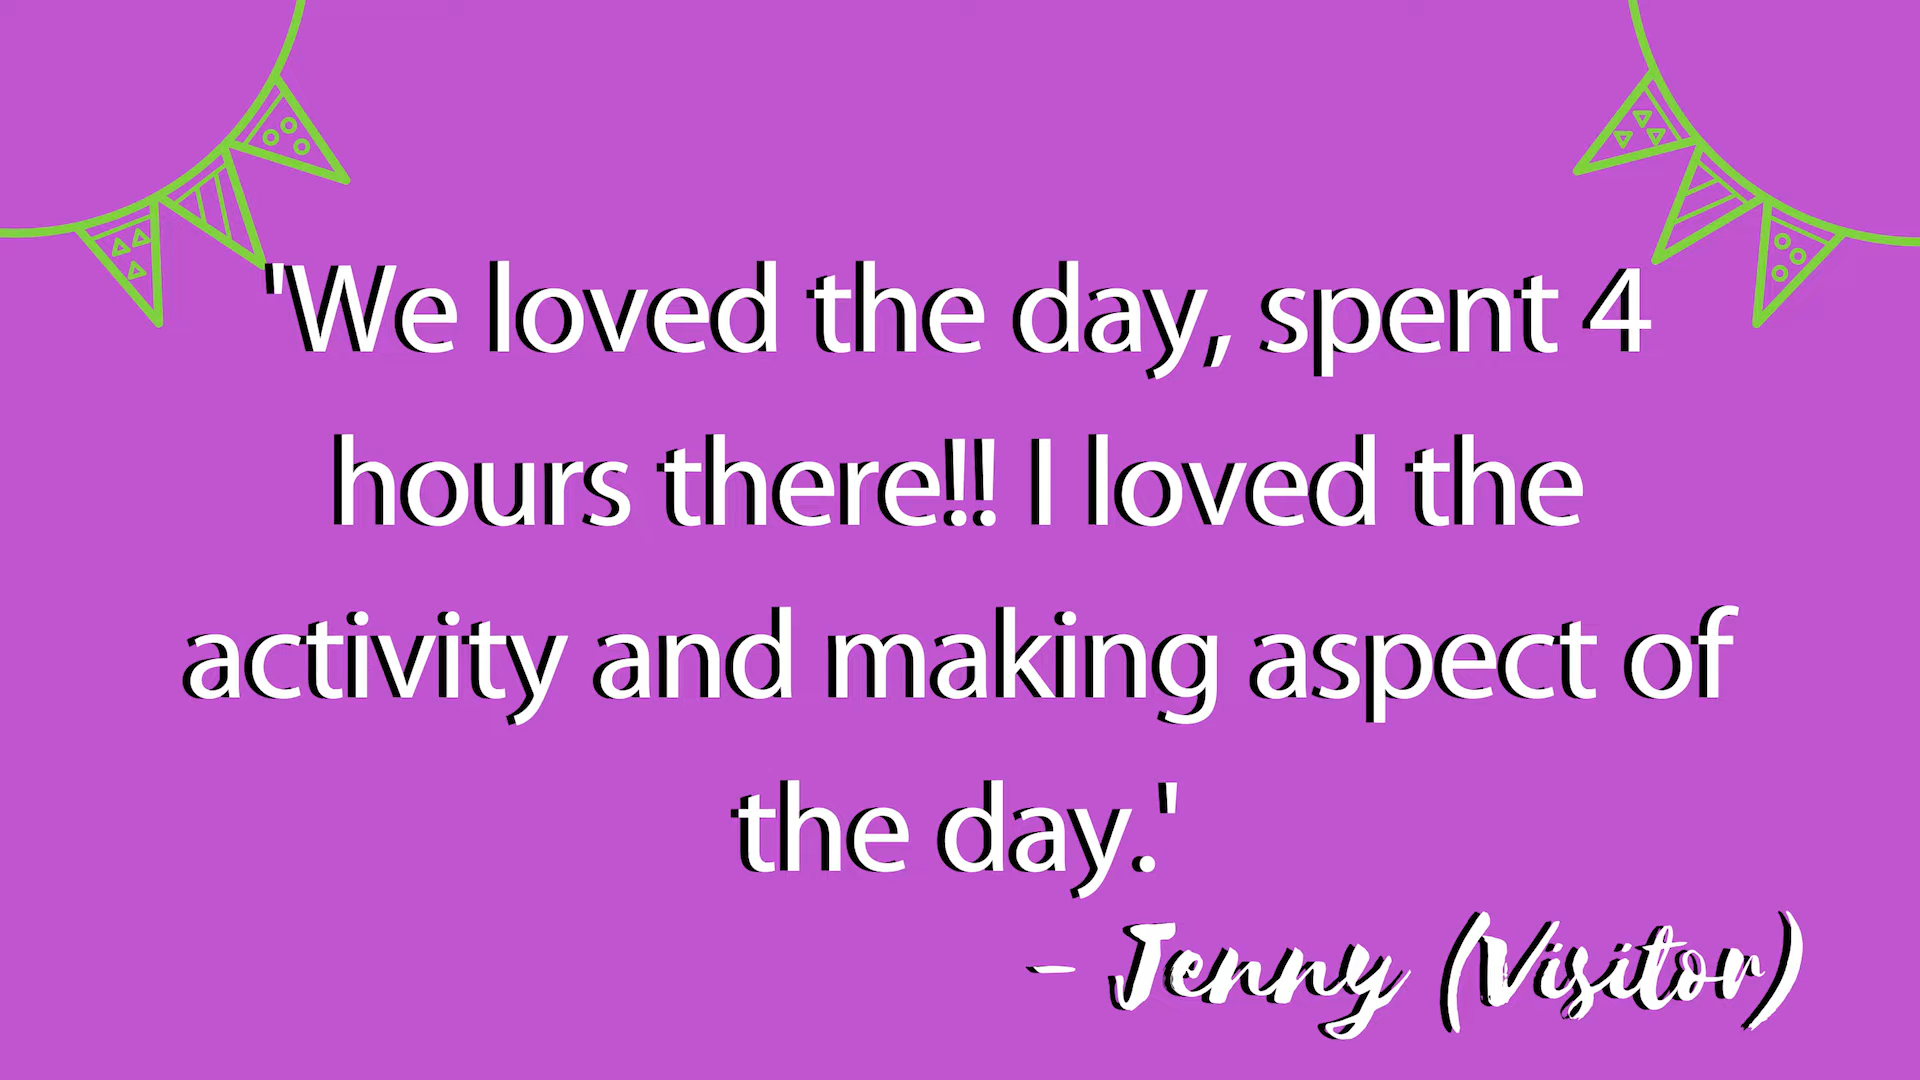 'We loved the day, spent 4
hours there!! I loved the
activity and making aspect of
the day.'
- Jenny (Visitor)